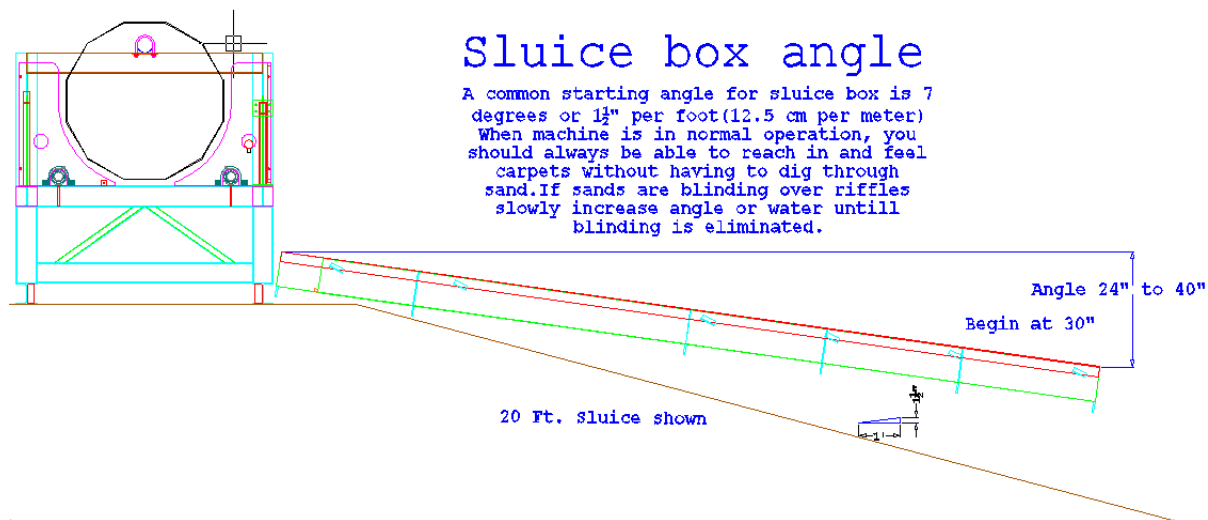 Sluice box angle
A common starting angle for sluice box is 7
degrees or 1½" per foot(12.5 cm per meter)
When machine is in normal operation, you
should always be able to reach in and feel
carpets without having to dig through
sand.If sands are blinding over riffles
slowly increase angle or water untill
blinding is eliminated.
Angle 24" to 40"
Begin at 30"
20 Ft. Sluice shown
1½"
1'